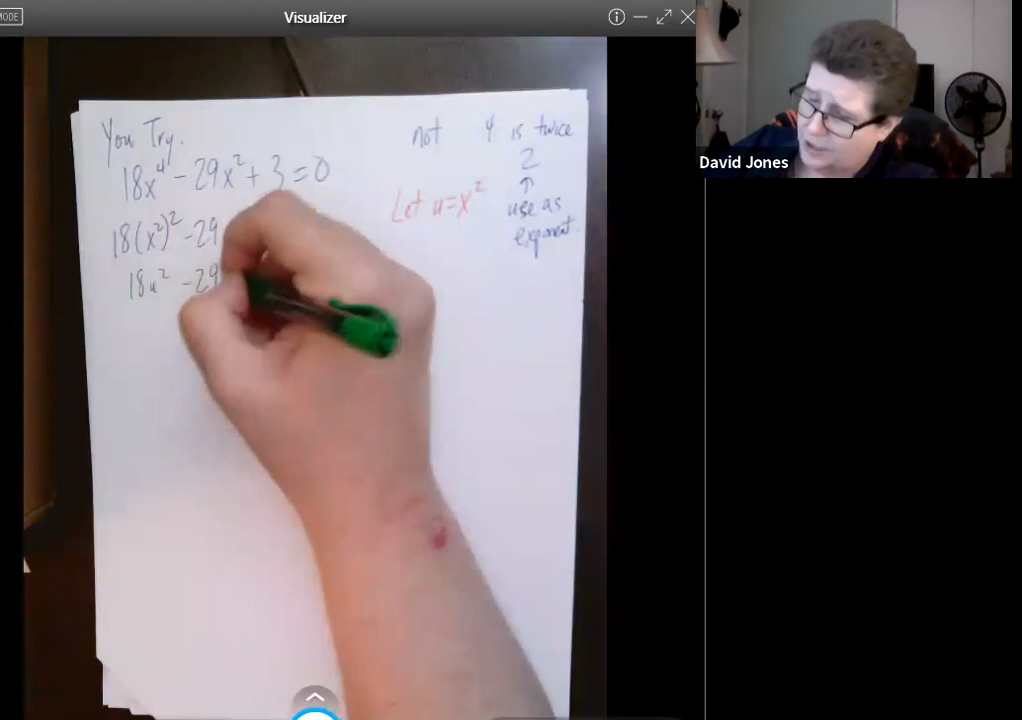 MODE
Visualizer
David Jones
You Try.
18x⁴ - 29x² + 3 = 0
18(x²)² - 29
18u² - 29
not 4 is twice
2
↑
Let u = x²
use as
exponent.